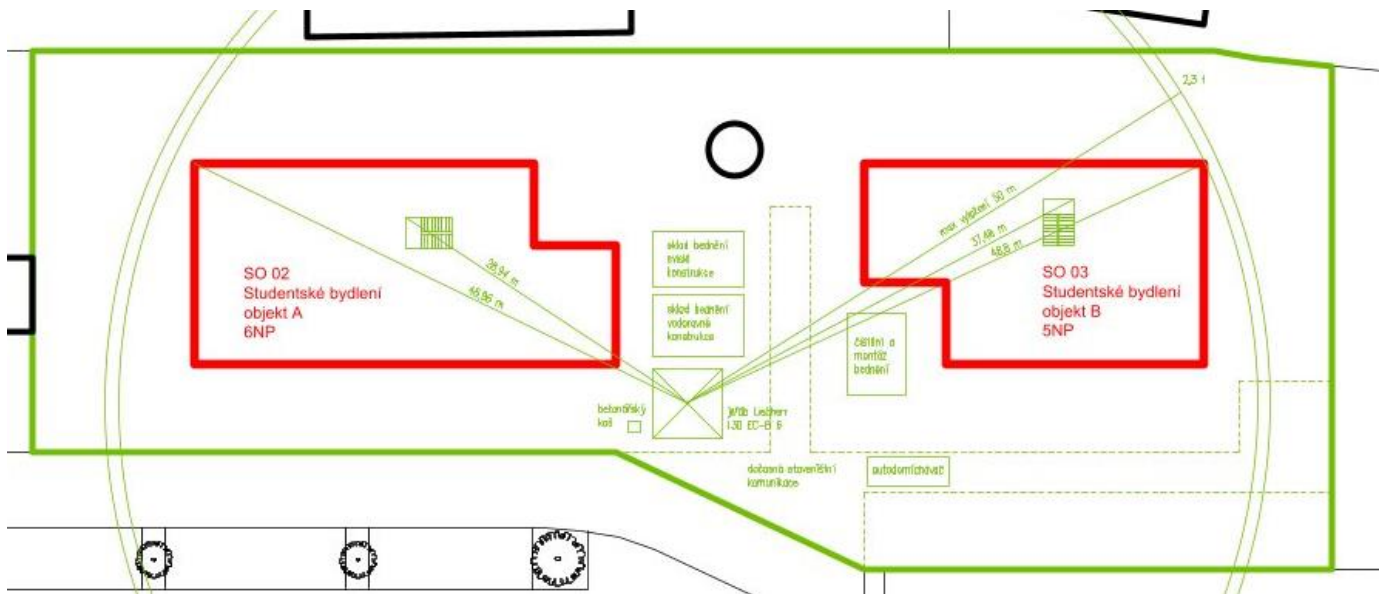 2,3 t
max vyložení 50 m
37,48 m
48,8 m
28,94 m
sklad bednění
svislé
konstrukce
sklad bednění
vodorovné
konstrukce
SO 02
Studentské bydlení
objekt A
6NP
SO 03
Studentské bydlení
objekt B
5NP
čištění a
montáž
bednění
betonářský
koš
jeřáb Liebherr
130 EC-B 6
dočasná staveništní
komunikace
autodomíchávač